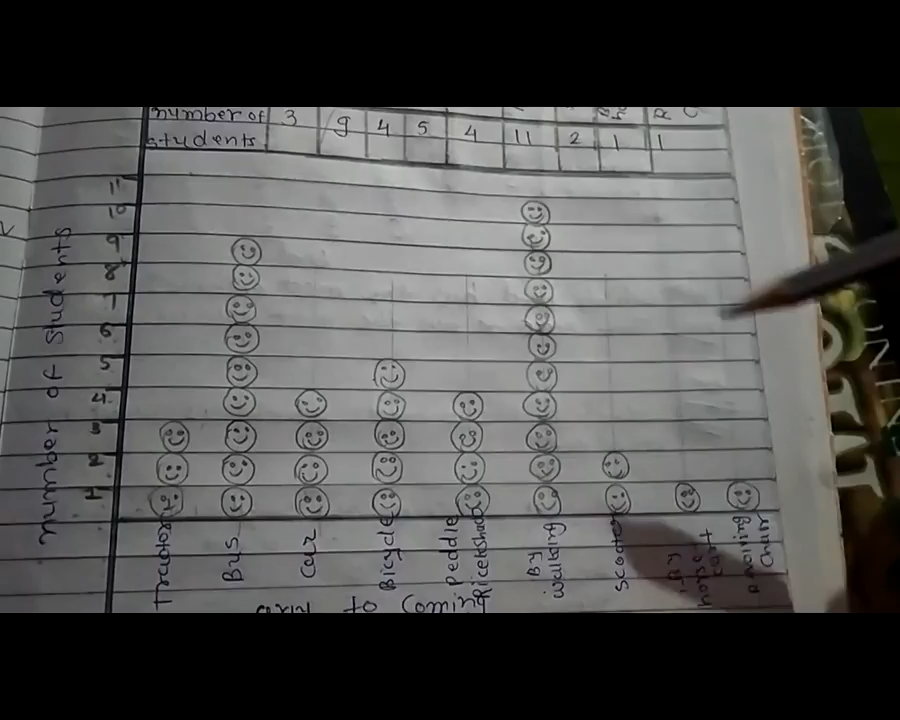 number of
students
3 9 4 5 4 11 2 1 1
number of students
11
10
9
8
7
6
5
4
3
2
1
Tractor
Bus
Car
Bicycle
peddle
Ricekshaw
By
walking
Scooter
By
horse
cart
moving
Chair
to Coming